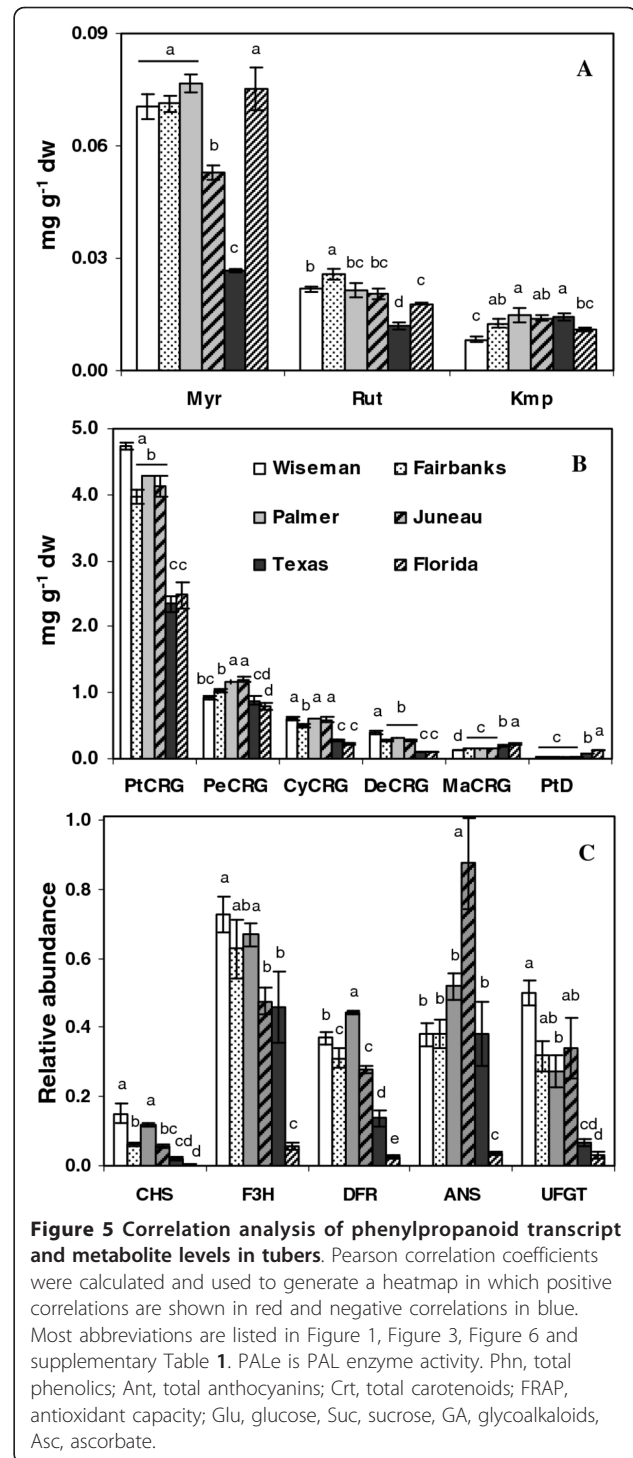 0.09
A
a
a
mg g-1 dw
0.06
b
c
0.03
b
a
bc
bc
d
c
c
ab
a
ab
a
bc
0.00
Myr
Rut
Kmp
5.0
B
a
b
4.0
Wiseman
Fairbanks
mg g-1 dw
Palmer
Juneau
3.0
Texas
Florida
cc
2.0
bc
b
a
a
cd
d
1.0
a
b
a
a
cc
a
b
cc
d
c
b
a
c
b
a
0.0
PtCRG
PeCRG
CyCRG
DeCRG
MaCRG
PtD
1.0
C
a
0.8
a
ab
a
Relative abundance
0.6
b
b
b
a
0.4
b
c
a
c
b
b
b
ab
b
ab
0.2
a
b
a
bc
cd
d
c
d
e
c
cd
d
0.0
CHS
F3H
DFR
ANS
UFGT
Figure 5 Correlation analysis of phenylpropanoid transcript
and metabolite levels in tubers. Pearson correlation coefficients
were calculated and used to generate a heatmap in which positive
correlations are shown in red and negative correlations in blue.
Most abbreviations are listed in Figure 1, Figure 3, Figure 6 and
supplementary Table 1. PALe is PAL enzyme activity. Phn, total
phenolics; Ant, total anthocyanins; Crt, total carotenoids; FRAP,
antioxidant capacity; Glu, glucose, Suc, sucrose, GA, glycoalkaloids,
Asc, ascorbate.